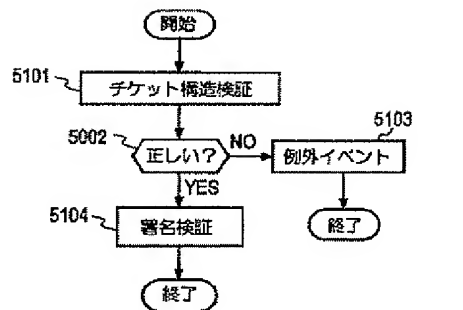 開始
5101
チケット構造検証
5002
正しい?
NO
5103
例外イベント
YES
終了
5104
署名検証
終了